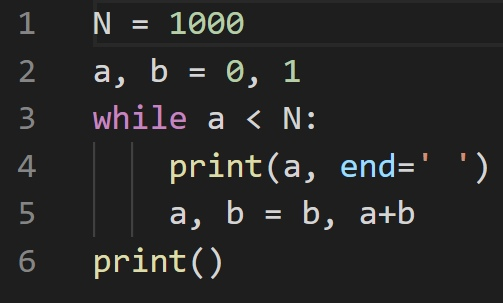 1 N = 1000
2 a, b = 0, 1
3 while a < N:
4     print(a, end=' ')
5     a, b = b, a+b
6 print()